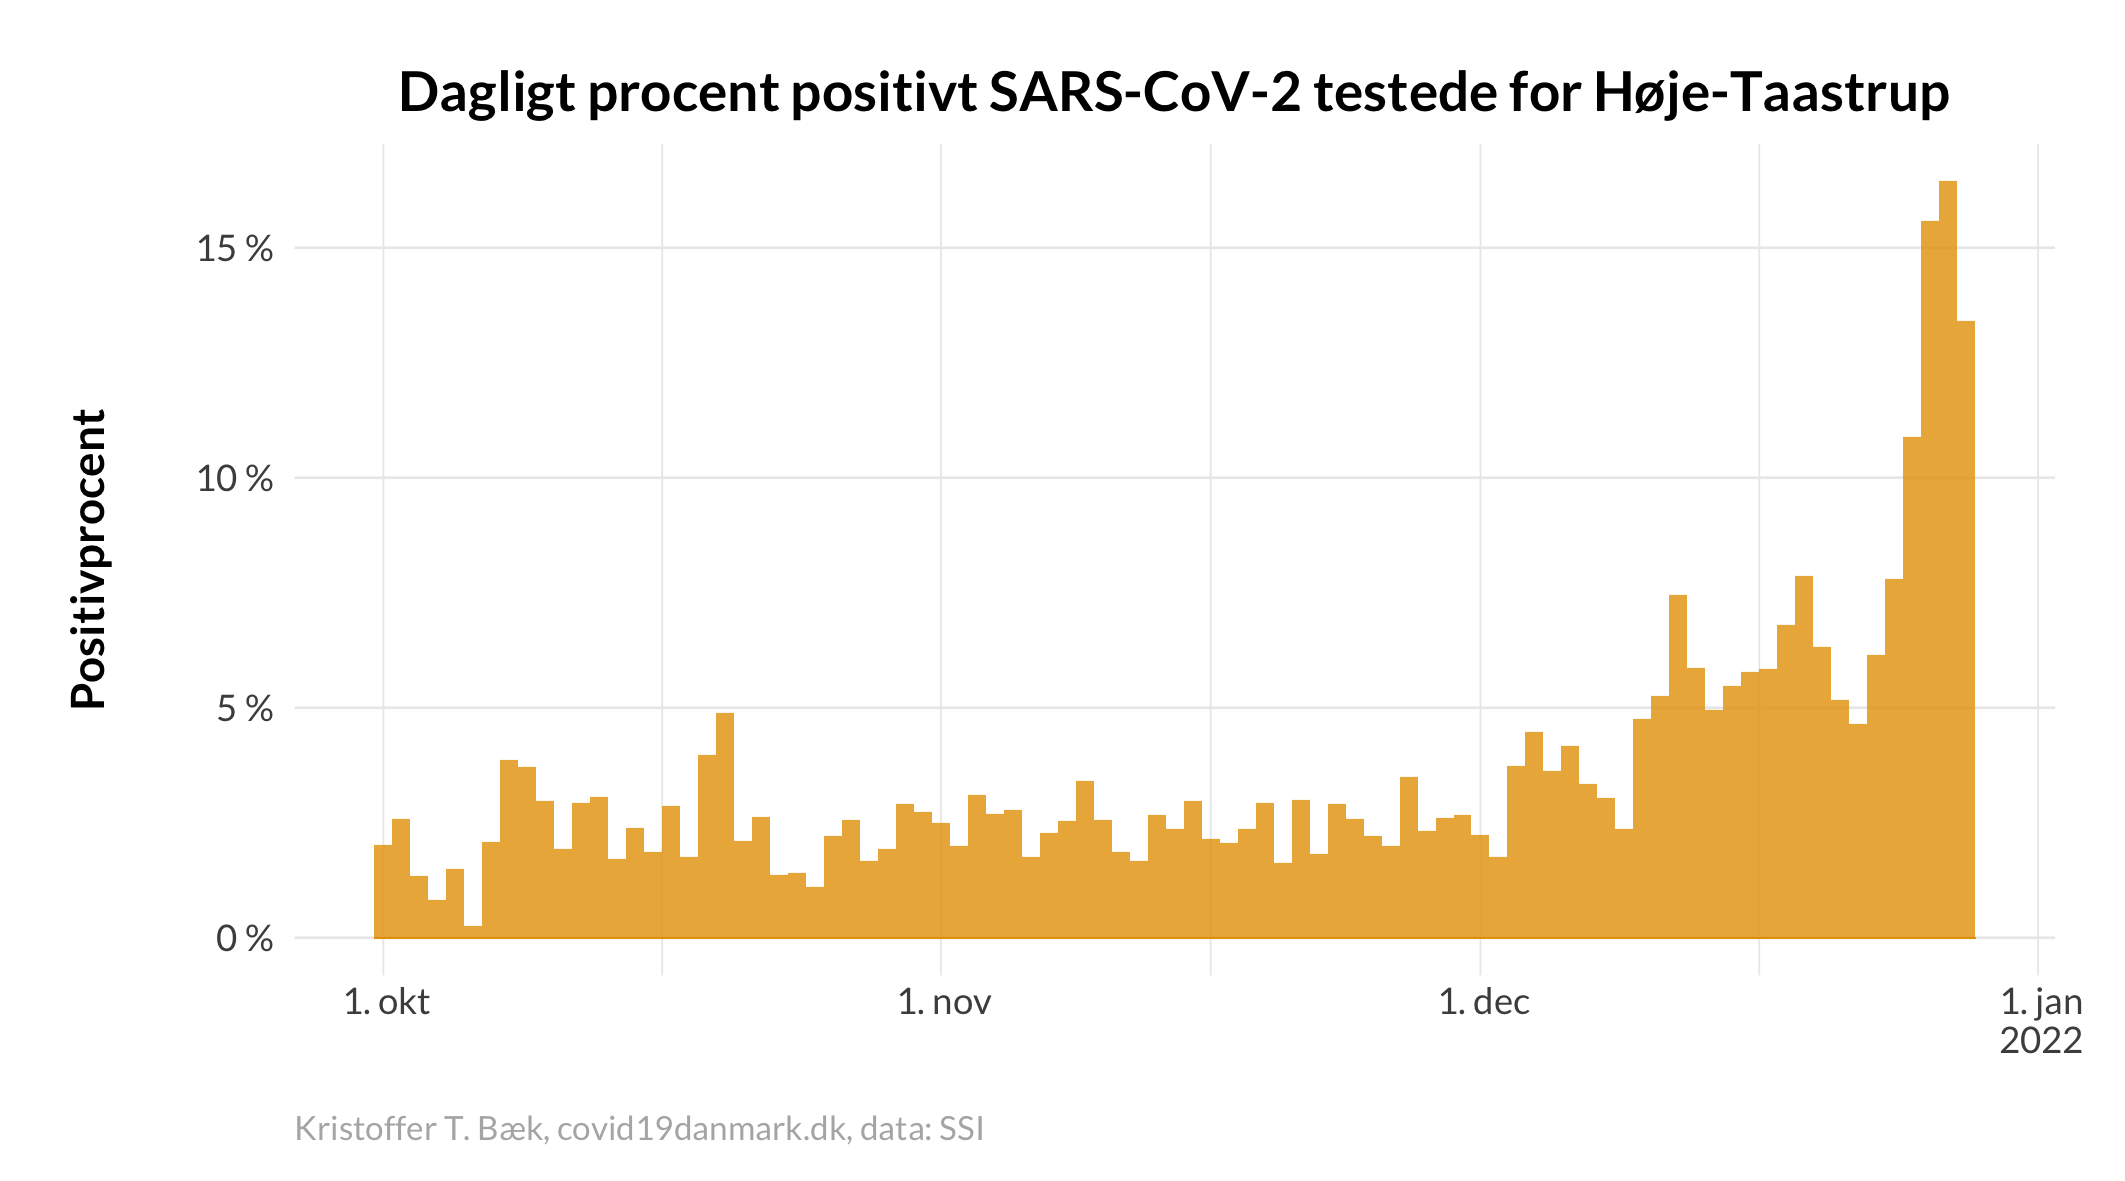 Dagligt procent positivt SARS-CoV-2 testede for Høje-Taastrup
Positivprocent
15 %
10 %
5 %
0 %
1. okt
1. nov
1. dec
1. jan
2022
Kristoffer T. Bæk, covid19danmark.dk, data: SSI